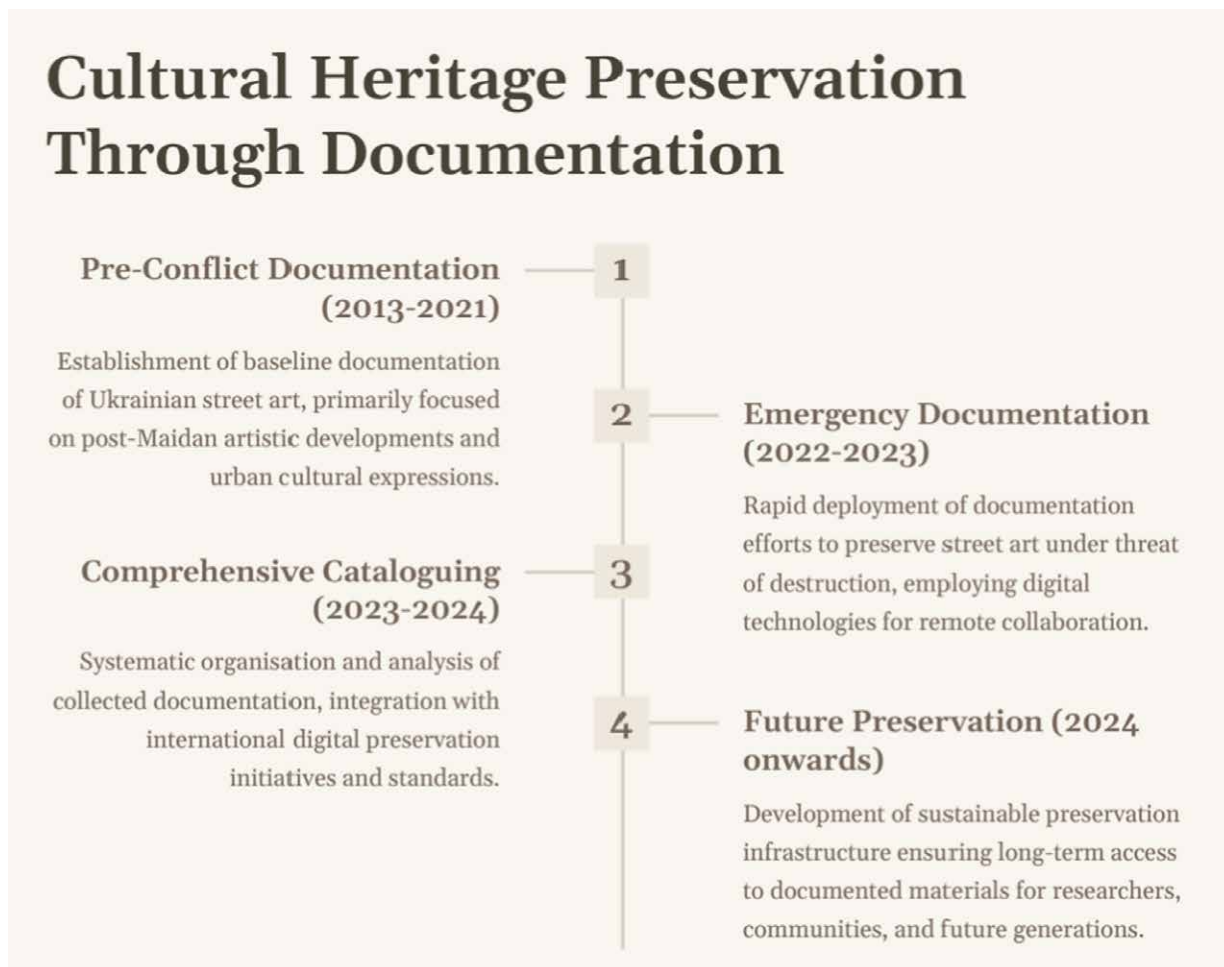 Cultural Heritage Preservation
Through Documentation
1
Pre-Conflict Documentation
(2013-2021)
Establishment of baseline documentation
of Ukrainian street art, primarily focused
on post-Maidan artistic developments and
urban cultural expressions.
2
Emergency Documentation
(2022-2023)
Rapid deployment of documentation
efforts to preserve street art under threat
of destruction, employing digital
technologies for remote collaboration.
3
Comprehensive Cataloguing
(2023-2024)
Systematic organisation and analysis of
collected documentation, integration with
international digital preservation
initiatives and standards.
4
Future Preservation (2024
onwards)
Development of sustainable preservation
infrastructure ensuring long-term access
to documented materials for researchers,
communities, and future generations.